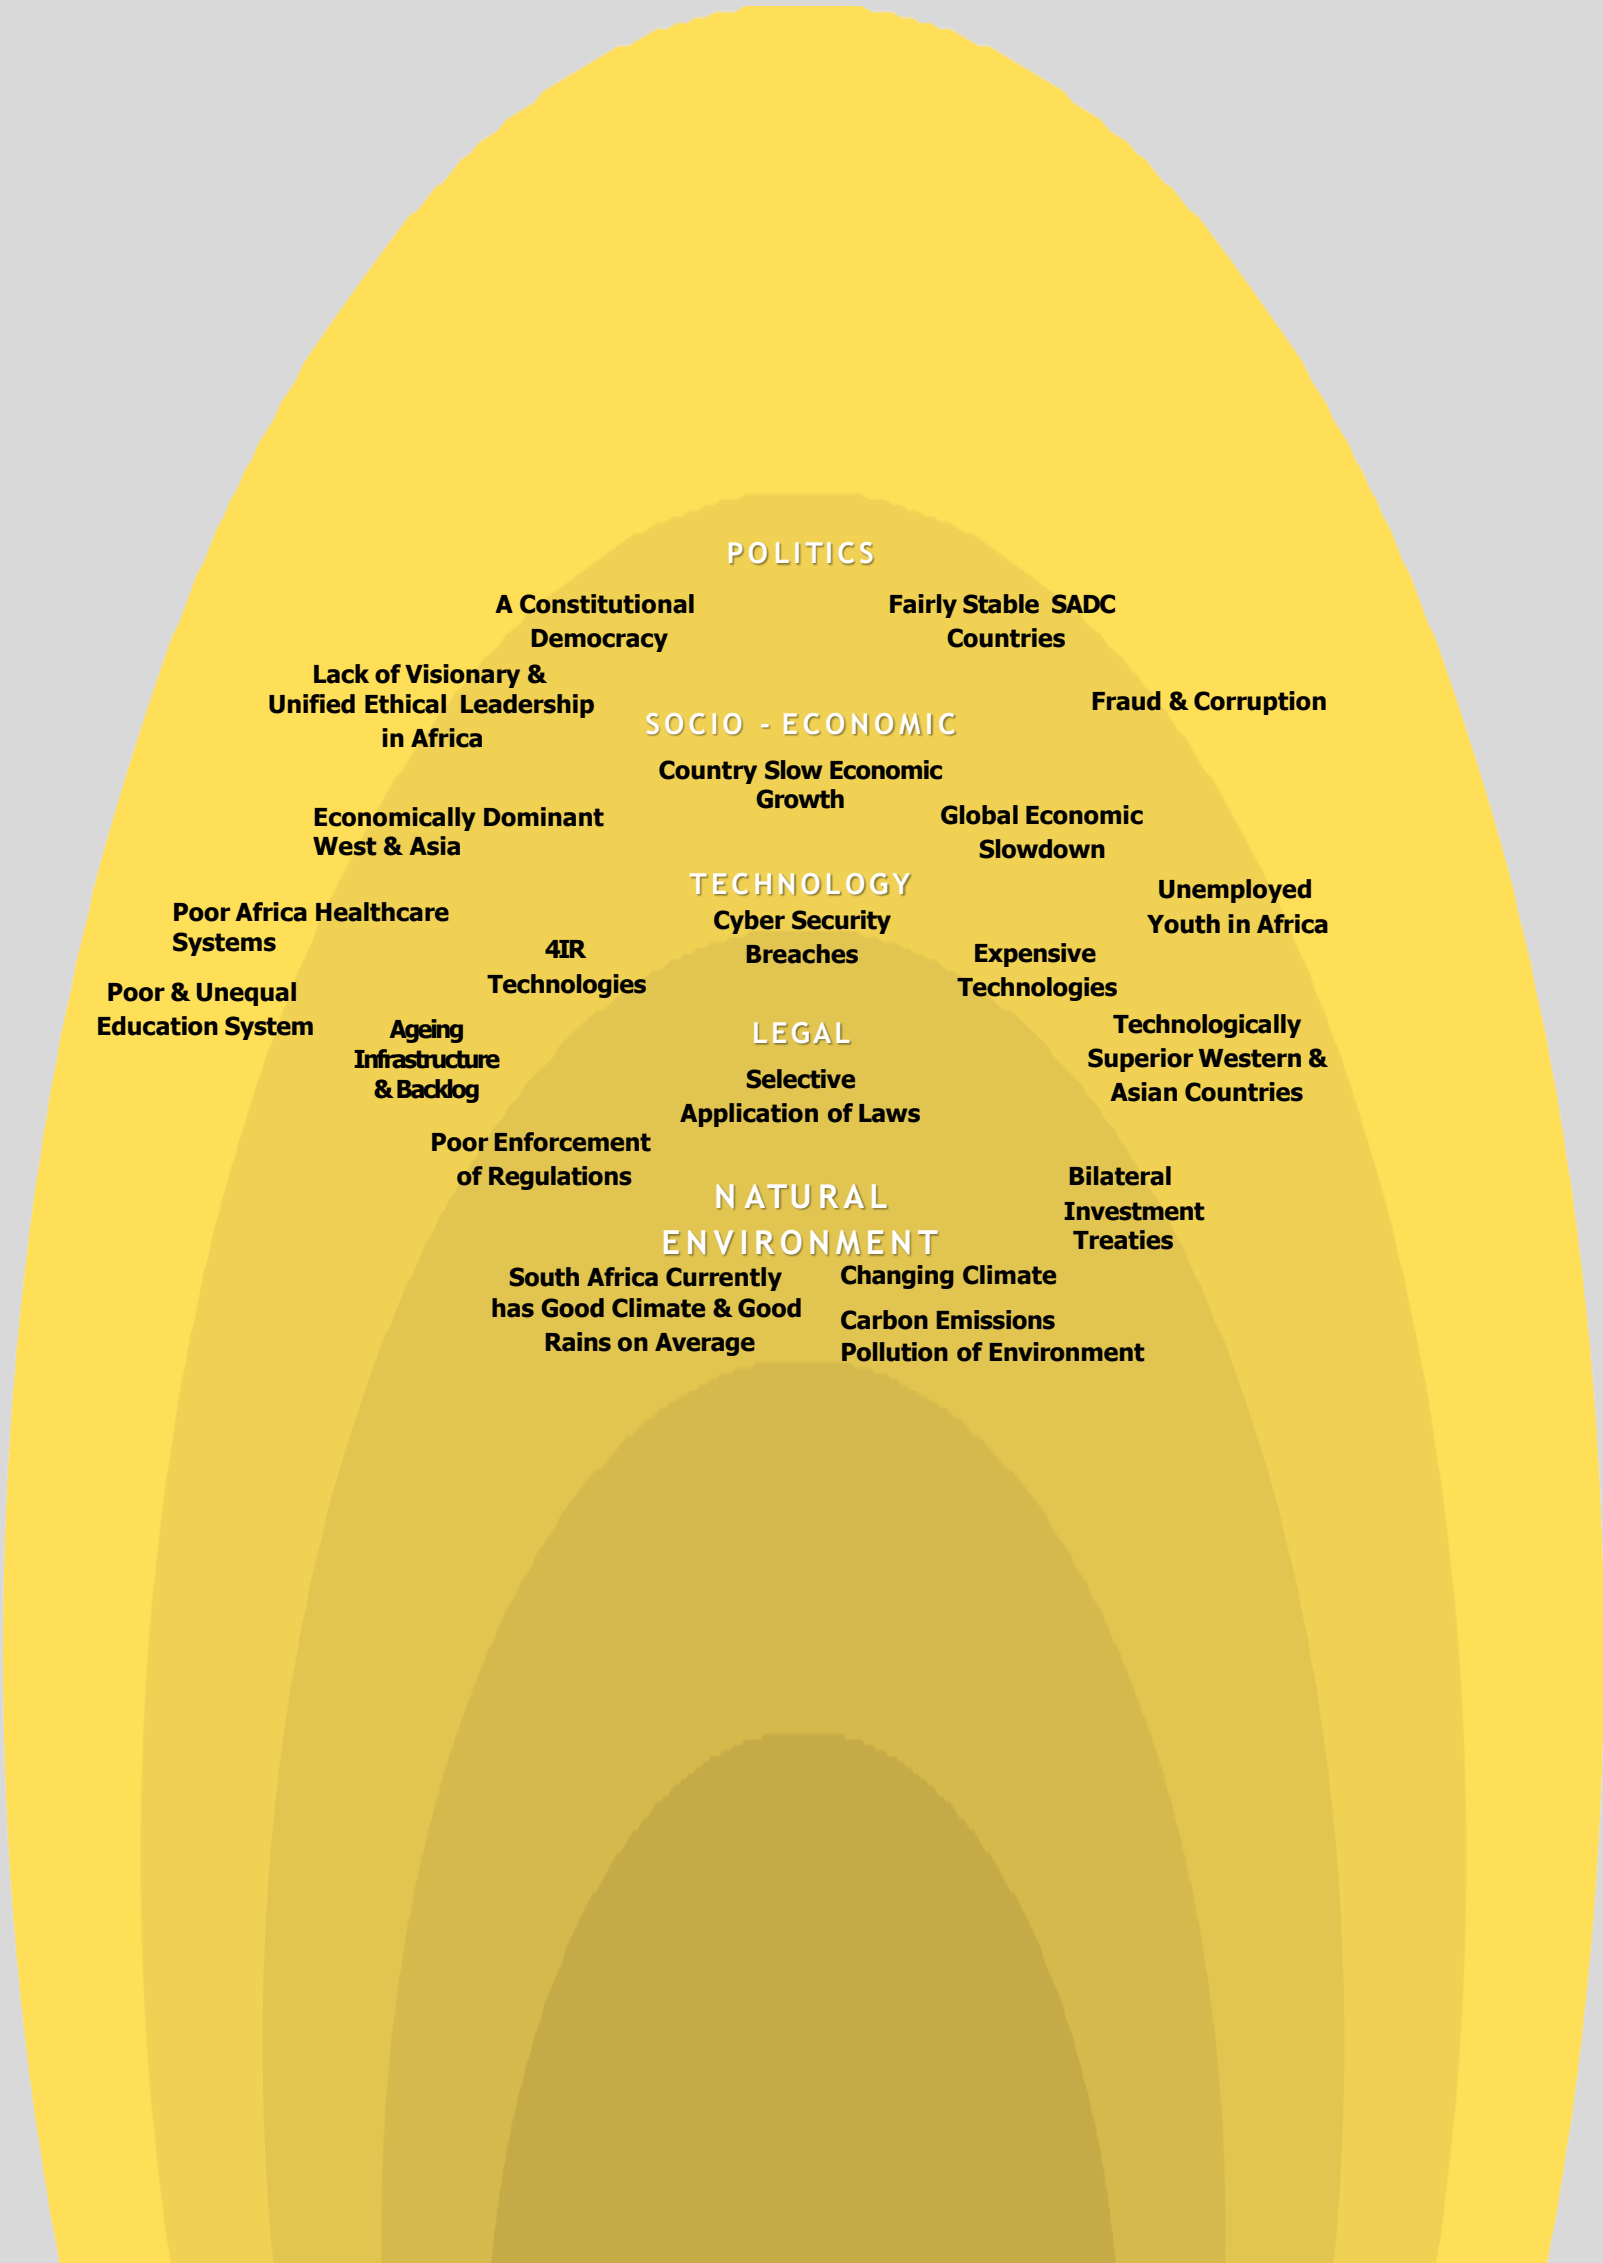 POLITICS
A Constitutional
Democracy
Fairly Stable SADC
Countries
Lack of Visionary &
Unified Ethical Leadership
in Africa
Fraud & Corruption
SOCIO - ECONOMIC
Country Slow Economic
Growth
Economically Dominant
West & Asia
Global Economic
Slowdown
Poor Africa Healthcare
Systems
Unemployed
Youth in Africa
Poor & Unequal
Education System
TECHNOLOGY
Cyber Security
Breaches
4IR
Technologies
Expensive
Technologies
Ageing
Infrastructure
& Backlog
Technologically
Superior Western &
Asian Countries
LEGAL
Selective
Application of Laws
Poor Enforcement
of Regulations
Bilateral
Investment
Treaties
NATURAL
ENVIRONMENT
South Africa Currently
has Good Climate & Good
Rains on Average
Changing Climate
Carbon Emissions
Pollution of Environment